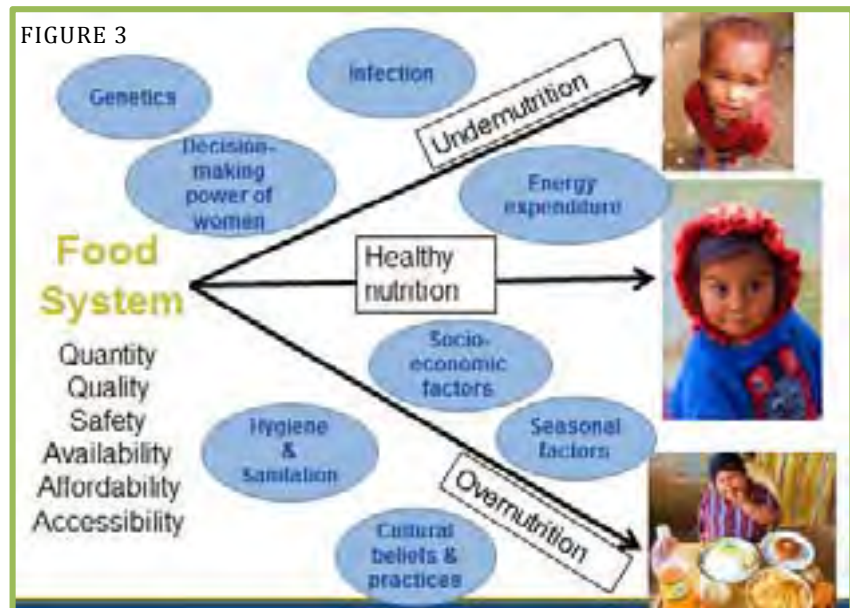 FIGURE 3
Infection
Genetics
Undernutrition
Decision-
making
power of
women
Energy
expenditure
Food
System
Healthy
nutrition
Quantity
Quality
Safety
Availability
Affordability
Accessibility
Socio-
economic
factors
Hygiene
&
Sanitation
Seasonal
factors
Overnutrition
Cultural
beliefs &
practices